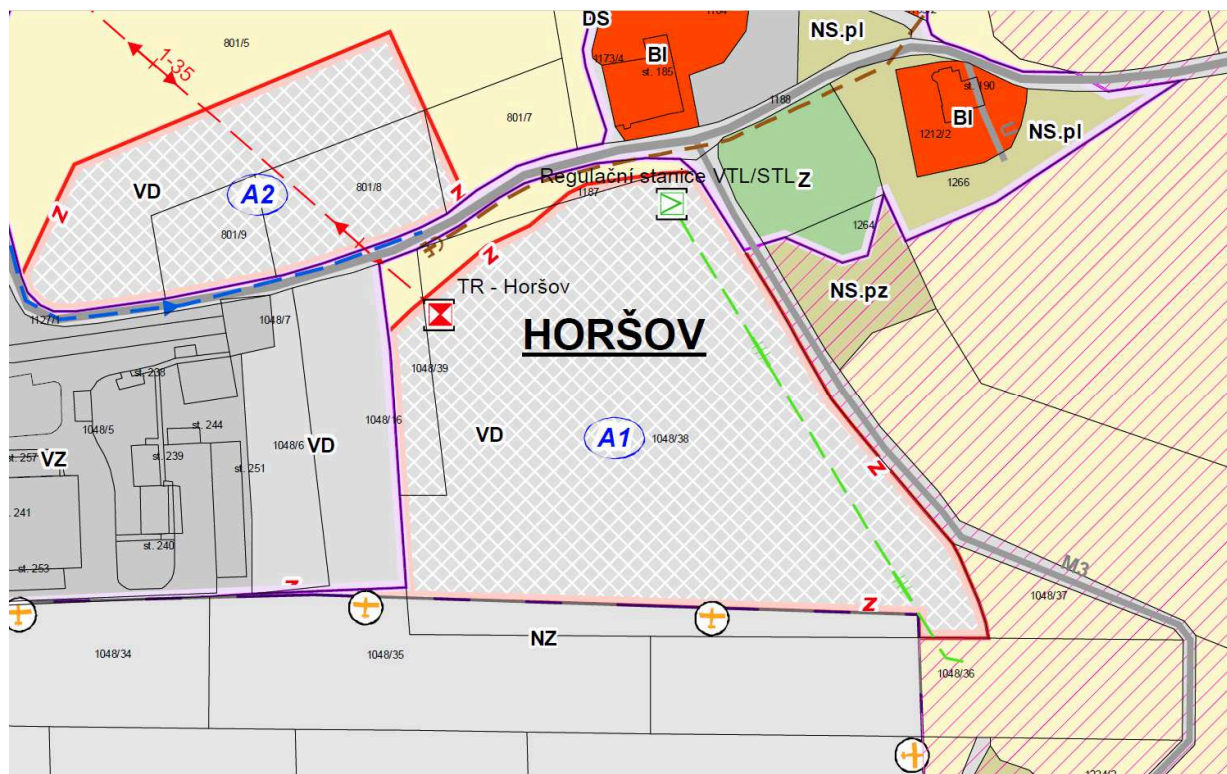 DS
NS.pl
801/5
1-35
1173/4
BI
st. 185
1188
st. 190
801/7
1212/2
BI
NS.pl
VD
A2
801/8
Z
Regulační stanice VTL/STL
Z
1187
1266
Z
801/9
1264
Z
TR - Horšov
NS.pz
1127/1
1048/7
HORŠOV
st. 238
1048/39
1048/5
st. 244
1048/16
1048/6
VD
VD
A1
1048/38
st. 257
VZ
st. 239
st. 251
Z
241
st. 240
st. 253
Z
M3
1048/37
Z
NZ
1048/34
1048/35
1048/36